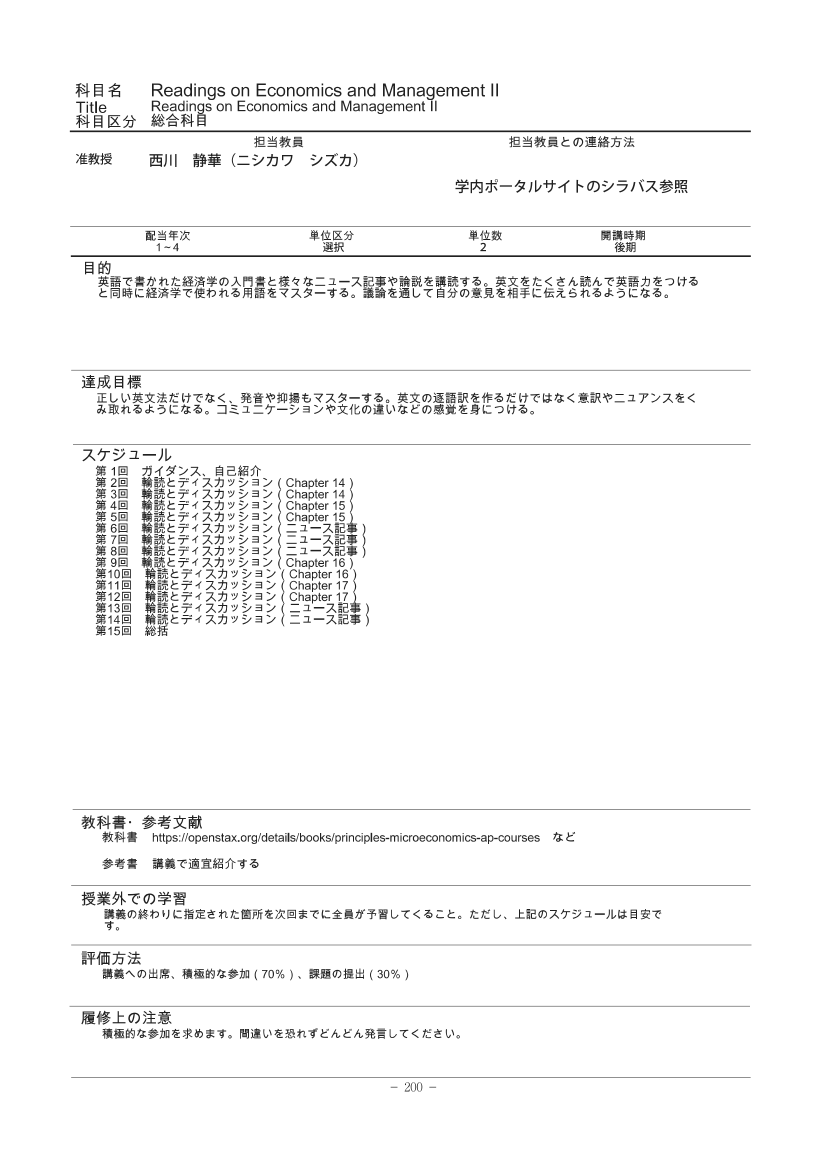 科目名 Readings on Economics and Management II
Title Readings on Economics and Management II
科目区分 総合科目
担当教員 担当教員との連絡方法
准教授 西川　静華（ニシカワ　シズカ）
学内ポータルサイトのシラバス参照
配当年次 単位区分 単位数 開講時期
1～4 選択 2 後期
目的
英語で書かれた経済学の入門書と様々なニュース記事や論説を講読する。英文をたくさん読んで英語力をつける
と同時に経済学で使われる用語をマスターする。議論を通して自分の意見を相手に伝えられるようになる。
達成目標
正しい英文法だけでなく、発音や抑揚もマスターする。英文の逐語訳を作るだけではなく意訳やニュアンスをく
み取れるようになる。コミュニケーションや文化の違いなどの感覚を身につける。
スケジュール
第 1回　ガイダンス、自己紹介
第 2回　輪読とディスカッション ( Chapter 14 )
第 3回　輪読とディスカッション ( Chapter 14 )
第 4回　輪読とディスカッション ( Chapter 15 )
第 5回　輪読とディスカッション ( Chapter 15 )
第 6回　輪読とディスカッション ( ニュース記事 )
第 7回　輪読とディスカッション ( ニュース記事 )
第 8回　輪読とディスカッション ( ニュース記事 )
第 9回　輪読とディスカッション ( Chapter 16 )
第10回　輪読とディスカッション ( Chapter 16 )
第11回　輪読とディスカッション ( Chapter 17 )
第12回　輪読とディスカッション ( Chapter 17 )
第13回　輪読とディスカッション ( ニュース記事 )
第14回　輪読とディスカッション ( ニュース記事 )
第15回　総括
教科書・参考文献
教科書　https://openstax.org/details/books/principles-microeconomics-ap-courses　など
参考書　講義で適宜紹介する
授業外での学習
講義の終わりに指定された箇所を次回までに全員が予習してくること。ただし、上記のスケジュールは目安で
す。
評価方法
講義への出席、積極的な参加 ( 70% ) 、課題の提出 ( 30% )
履修上の注意
積極的な参加を求めます。間違いを恐れずどんどん発言してください。
− 200 −